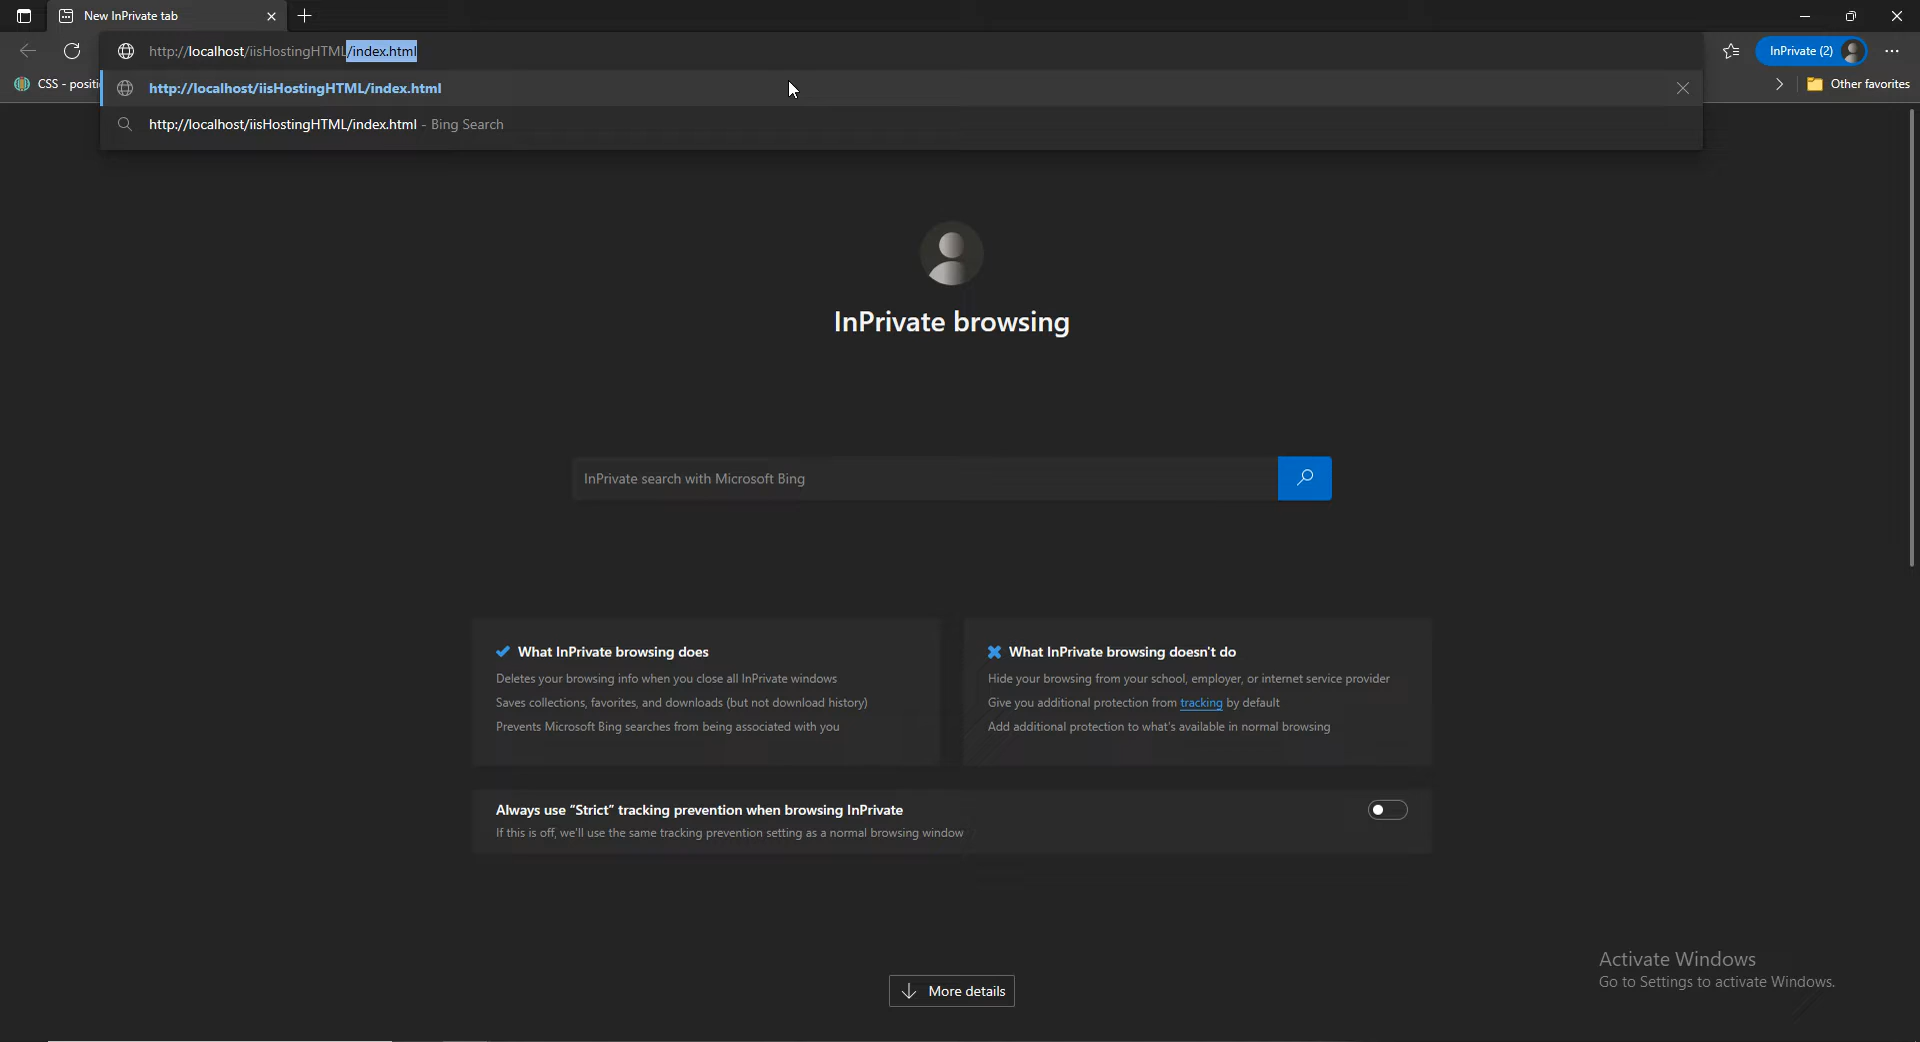 New InPrivate tab
http://localhost/iisHostingHTML/index.html
InPrivate (2)
CSS - positi
http://localhost/iisHostingHTML/index.html
Other favorites
http://localhost/iisHostingHTML/index.html - Bing Search
InPrivate browsing
InPrivate search with Microsoft Bing
What InPrivate browsing does
Deletes your browsing info when you close all InPrivate windows
Saves collections, favorites, and downloads (but not download history)
Prevents Microsoft Bing searches from being associated with you
What InPrivate browsing doesn't do
Hide your browsing from your school, employer, or internet service provider
Give you additional protection from tracking by default
Add additional protection to what's available in normal browsing
Always use "Strict" tracking prevention when browsing InPrivate
If this is off, we'll use the same tracking prevention setting as a normal browsing window
More details
Activate Windows
Go to Settings to activate Windows.